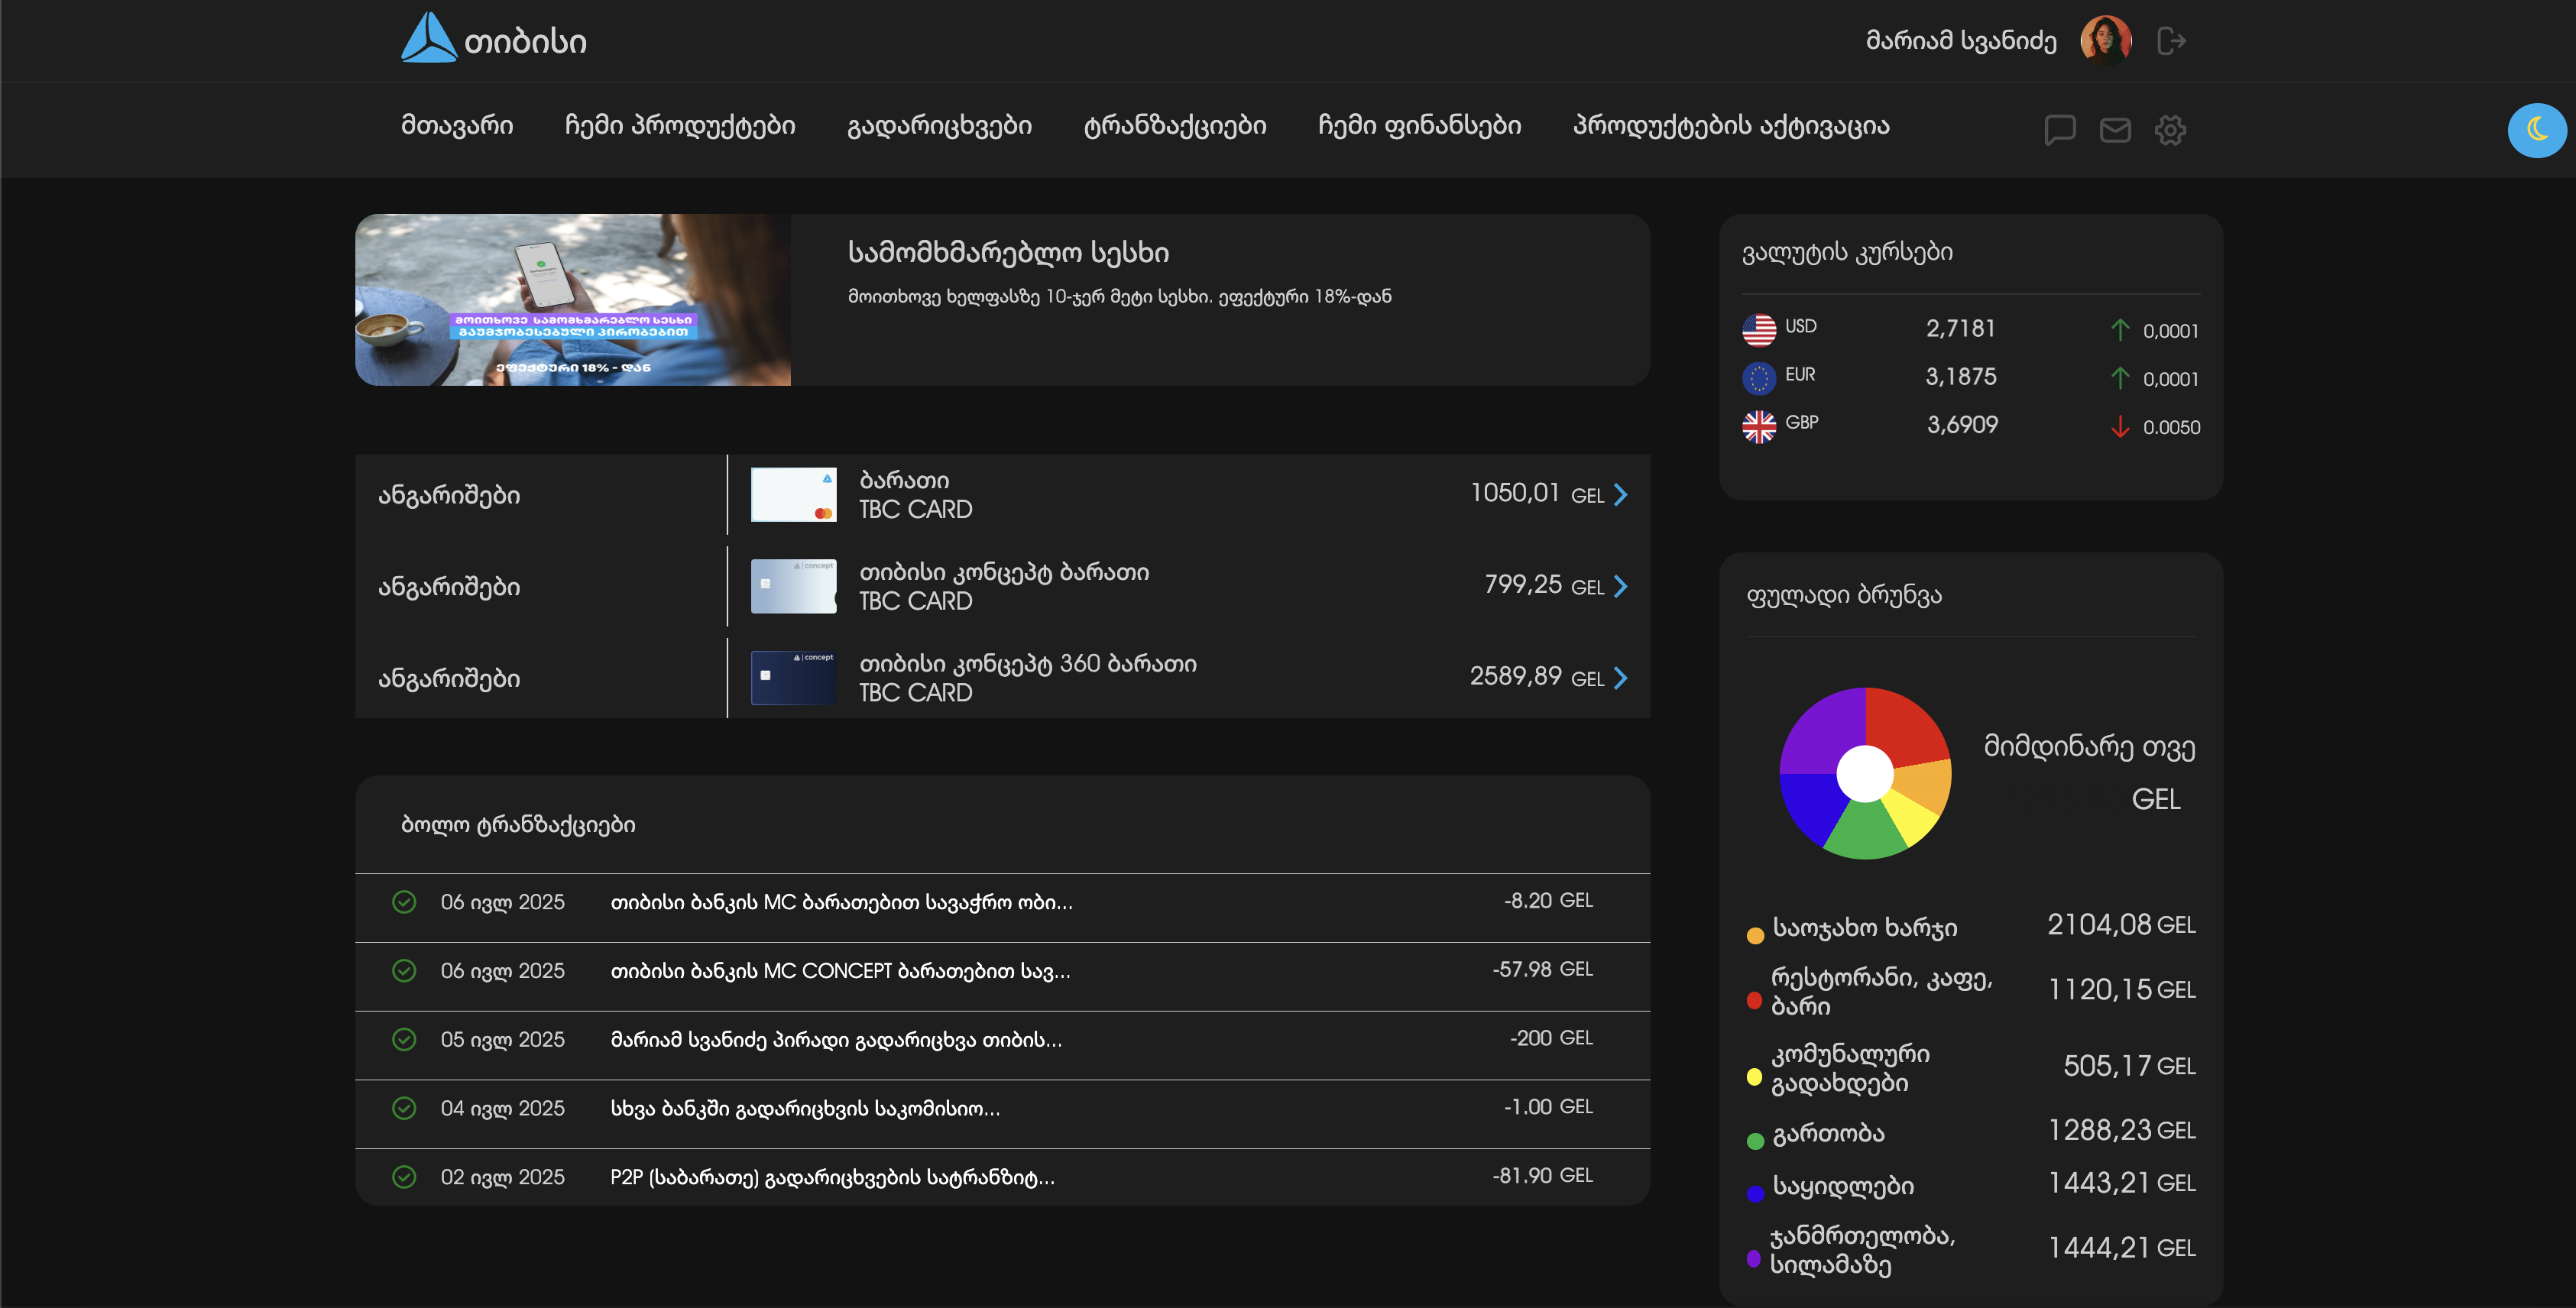 თიბისი
მარიამ სვანიძე
მთავარი
ჩემი პროდუქტები
გადარიცხვები
ტრანზაქციები
ჩემი ფინანსები
პროდუქტების აქტივაცია
მოითხოვე სამომხმარებლო სესხი
გაუმჯობესებული პირობებით
ეფექტური 18% - დან
სამომხმარებლო სესხი
მოითხოვე ხელფასზე 10-ჯერ მეტი სესხი. ეფექტური 18%-დან
ანგარიშები
ბარათი
TBC CARD
1050,01 GEL
ანგარიშები
concept
თიბისი კონცეპტ ბარათი
TBC CARD
799,25 GEL
ანგარიშები
concept
თიბისი კონცეპტ 360 ბარათი
TBC CARD
2589,89 GEL
ბოლო ტრანზაქციები
06 ივლ 2025 თიბისი ბანკის MC ბარათებით სავაჭრო ობი... -8.20 GEL
06 ივლ 2025 თიბისი ბანკის MC CONCEPT ბარათებით სავ... -57.98 GEL
05 ივლ 2025 მარიამ სვანიძე პირადი გადარიცხვა თიბის... -200 GEL
04 ივლ 2025 სხვა ბანკში გადარიცხვის საკომისიო... -1.00 GEL
02 ივლ 2025 P2P (საბარათე) გადარიცხვების სატრანზიტ... -81.90 GEL
ვალუტის კურსები
USD 2,7181 0,0001
EUR 3,1875 0,0001
GBP 3,6909 0.0050
ფულადი ბრუნვა
მიმდინარე თვე
GEL
საოჯახო ხარჯი 2104,08 GEL
რესტორანი, კაფე,
ბარი
1120,15 GEL
კომუნალური
გადახდები
505,17 GEL
გართობა 1288,23 GEL
საყიდლები 1443,21 GEL
ჯანმრთელობა,
სილამაზე
1444,21 GEL